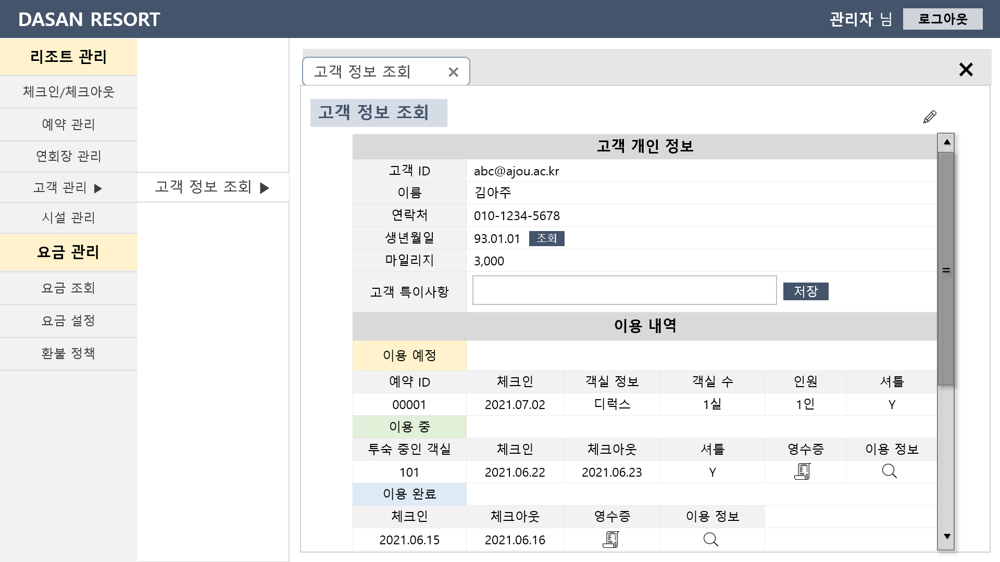 DASAN RESORT
관리자 님
로그아웃
리조트 관리
체크인/체크아웃
예약 관리
연회장 관리
고객 관리 ▶
시설 관리
요금 관리
요금 조회
요금 설정
환불 정책
고객 정보 조회 ▶
고객 정보 조회 ×
고객 정보 조회
고객 개인 정보
고객 ID abc@ajou.ac.kr
이름 김아주
연락처 010-1234-5678
생년월일 93.01.01 조회
마일리지 3,000
고객 특이사항 저장
이용 내역
이용 예정
예약 ID 체크인 객실 정보 객실 수 인원 셔틀
00001 2021.07.02 디럭스 1실 1인 Y
이용 중
투숙 중인 객실 체크인 체크아웃 셔틀 영수증 이용 정보
101 2021.06.22 2021.06.23 Y
이용 완료
체크인 체크아웃 영수증 이용 정보
2021.06.15 2021.06.16